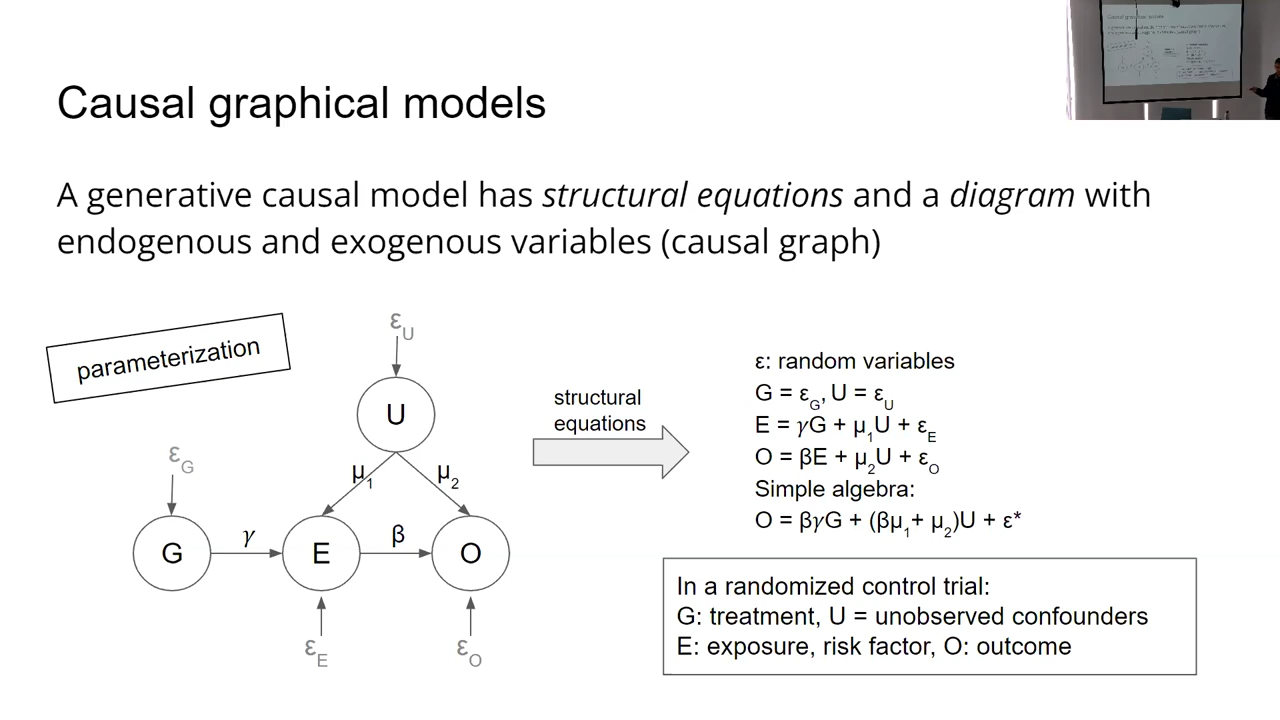 Causal graphical models
A generative causal model has structural equations and a diagram with
endogenous and exogenous variables (causal graph)
parameterization
εU
U
εG
μ1
μ2
G
γ
E
β
O
εE
εO
structural
equations
ε: random variables
G = εG, U = εU
E = γG + μ1U + εE
O = βE + μ2U + εO
Simple algebra:
O = βγG + (βμ1+ μ2)U + ε*
In a randomized control trial:
G: treatment, U = unobserved confounders
E: exposure, risk factor, O: outcome